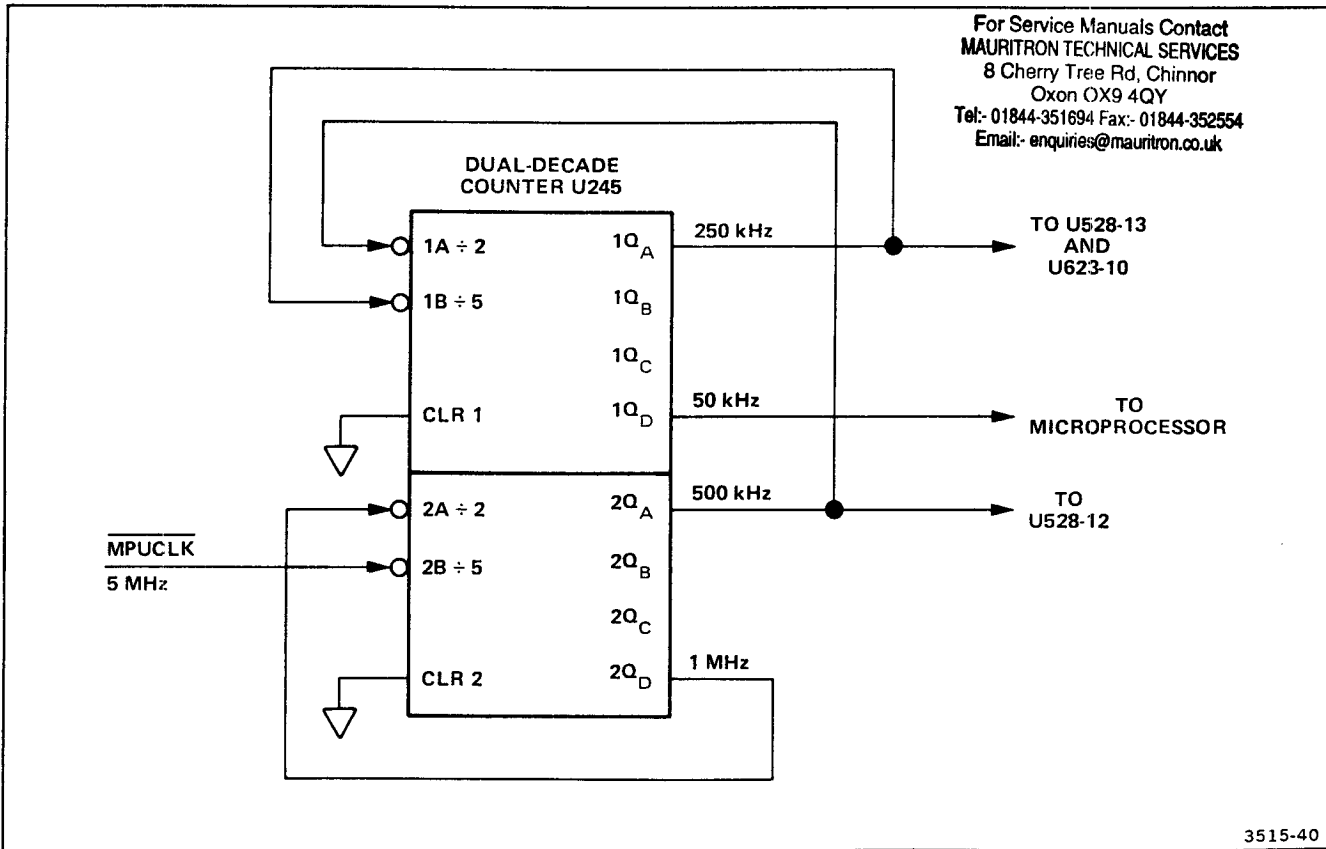 For Service Manuals Contact
MAURITRON TECHNICAL SERVICES
8 Cherry Tree Rd, Chinnor
Oxon OX9 4QY
Tel:- 01844-351694 Fax:- 01844-352554
Email:- enquiries@mauritron.co.uk
DUAL-DECADE
COUNTER U245
1A ÷ 2
1B ÷ 5
CLR 1
1QA
1QB
1QC
1QD
250 kHz
50 kHz
TO U528-13
AND
U623-10
TO
MICROPROCESSOR
MPUCLK
5 MHz
2A ÷ 2
2B ÷ 5
CLR 2
2QA
2QB
2QC
2QD
500 kHz
1 MHz
TO
U528-12
3515-40